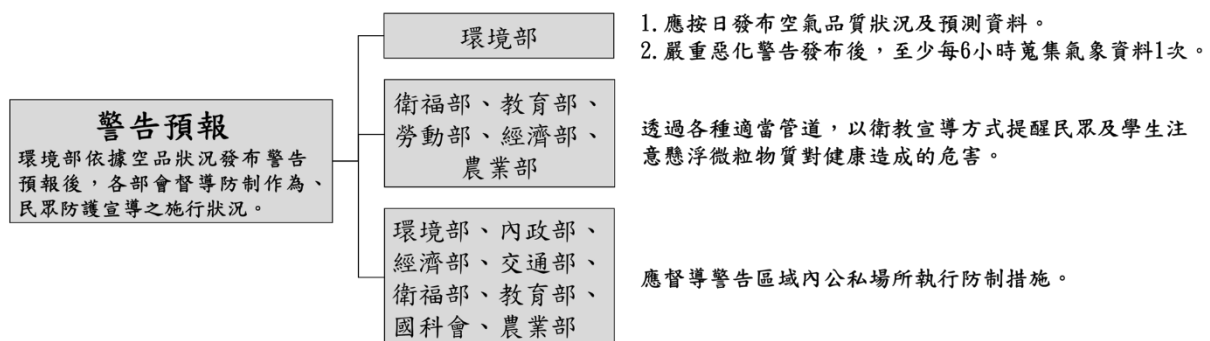 警告預報
環境部依據空品狀況發布警告
預報後，各部會督導防制作為、
民眾防護宣導之施行狀況。
環境部
1.應按日發布空氣品質狀況及預測資料。
2.嚴重惡化警告發布後，至少每6小時蒐集氣象資料1次。
衛福部、教育部、
勞動部、經濟部、
農業部
透過各種適當管道，以衛教宣導方式提醒民眾及學生注
意懸浮微粒物質對健康造成的危害。
環境部、內政部、
經濟部、交通部、
衛福部、教育部、
國科會、農業部
應督導警告區域內公私場所執行防制措施。